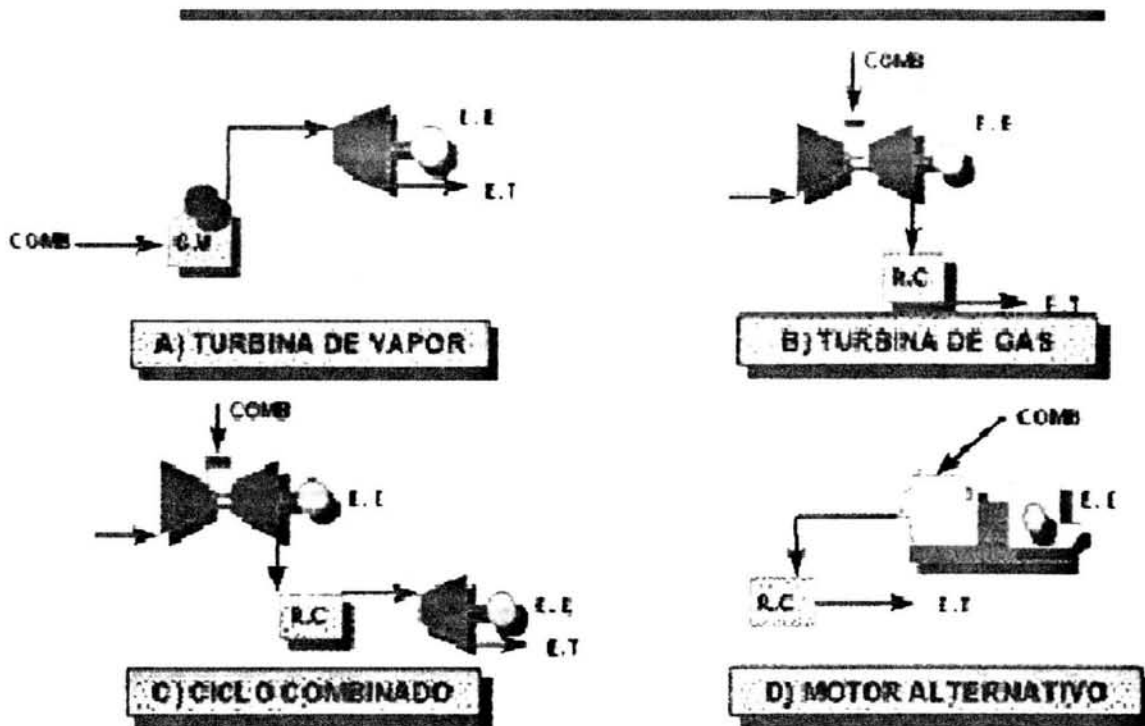 COMB
E.E
E.T
COMB
A) TURBINA DE VAPOR
COMB
E.E
R.C
E.T
B) TURBINA DE GAS
COMB
E.E
R.C
E.E
E.T
C) CICLO COMBINADO
COMB
E.E
R.C
E.T
D) MOTOR ALTERNATIVO